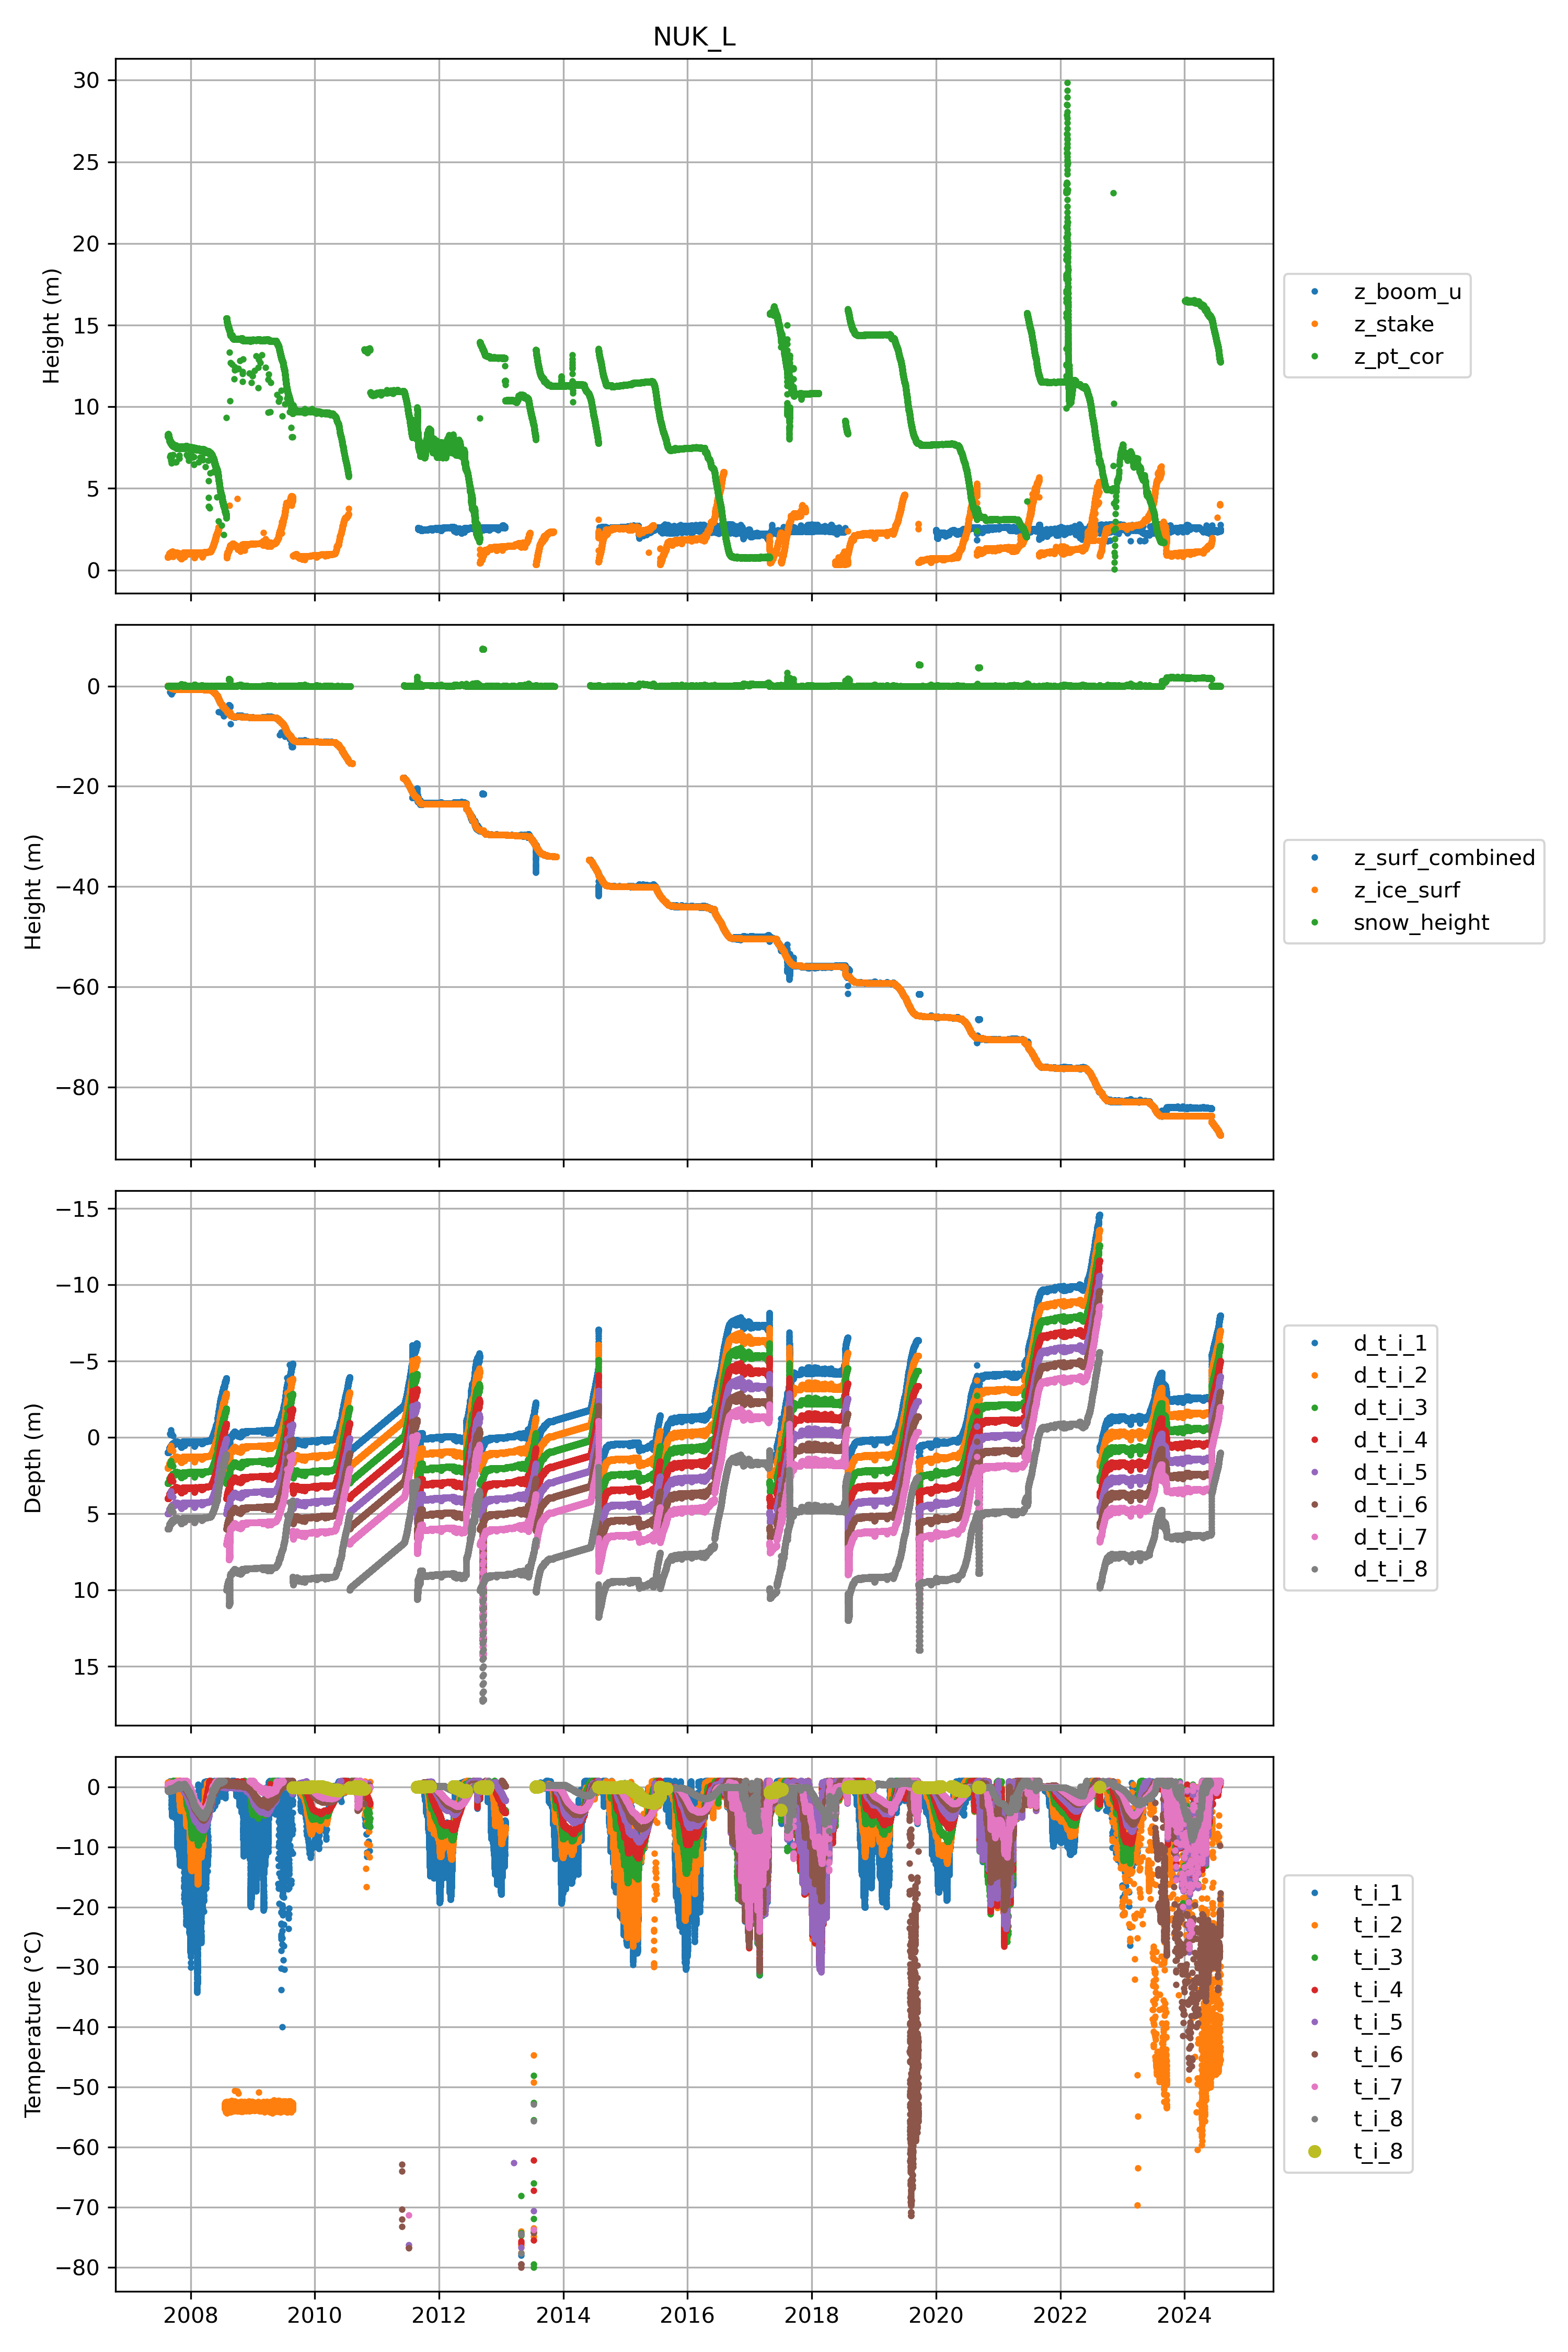 NUK_L
30
25
20
15
10
5
0
Height (m)
z_boom_u
z_stake
z_pt_cor
0
−20
−40
−60
−80
Height (m)
z_surf_combined
z_ice_surf
snow_height
−15
−10
−5
0
5
10
15
Depth (m)
d_t_i_1
d_t_i_2
d_t_i_3
d_t_i_4
d_t_i_5
d_t_i_6
d_t_i_7
d_t_i_8
0
−10
−20
−30
−40
−50
−60
−70
−80
Temperature (°C)
t_i_1
t_i_2
t_i_3
t_i_4
t_i_5
t_i_6
t_i_7
t_i_8
t_i_8
2008 2010 2012 2014 2016 2018 2020 2022 2024